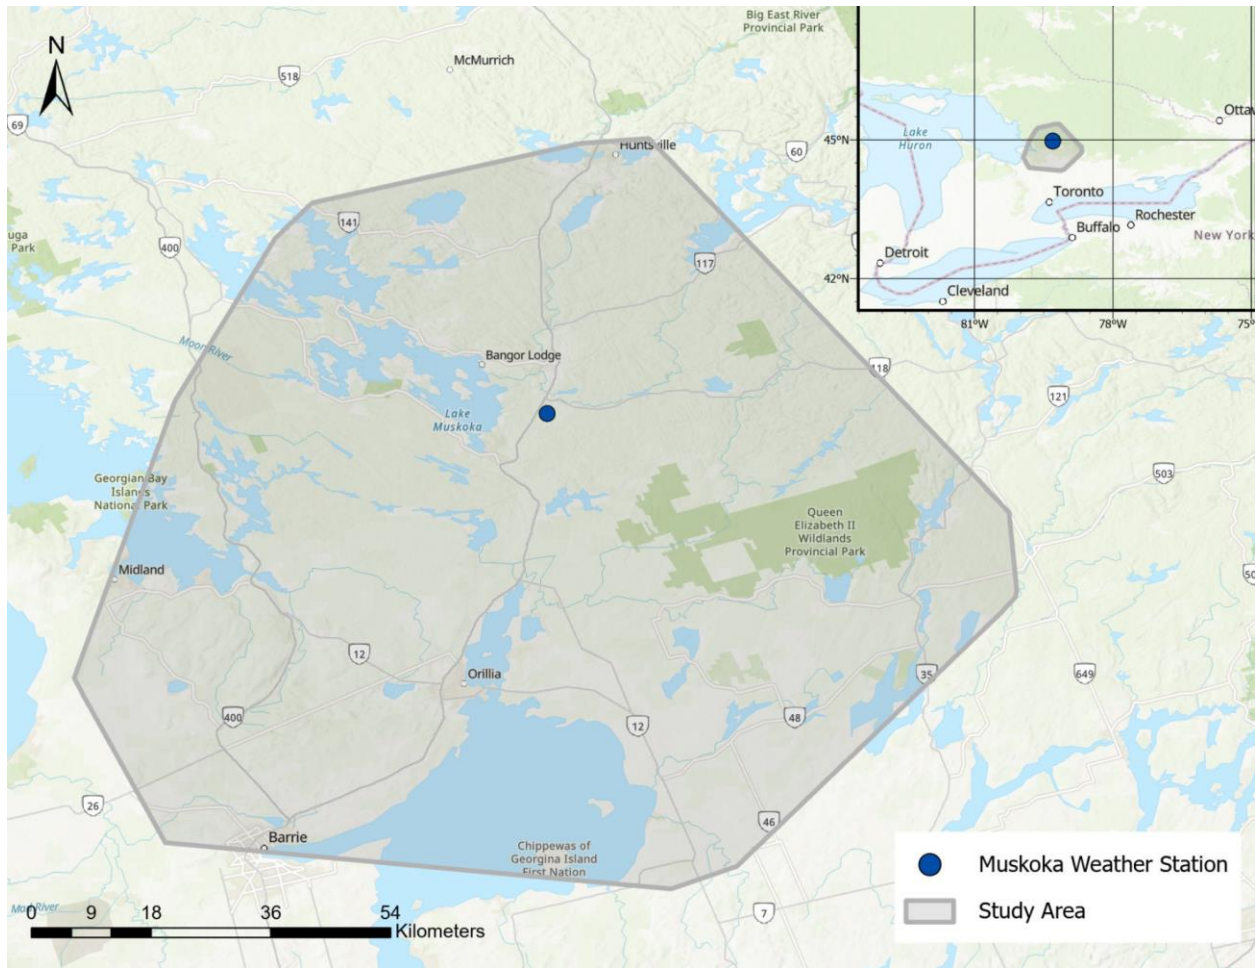 Big East River
Provincial Park
N
McMurrich
518
69
Huntsville
60
141
400
uga
Park
117
Moon River
Bangor Lodge
118
121
Lake
Muskoka
Georgian Bay
Islands
National Park
503
Queen
Elizabeth II
Wildlands
Provincial Park
Midland
50
12
Orillia
35
649
400
12
48
26
46
Barrie
Chippewas of
Georgina Island
First Nation
7
Mad River
0 9 18 36 54
Kilometers
Ottaw
45°N
Lake
Huron
Toronto
Rochester
Buffalo
New York
Detroit
42°N
Cleveland
81°W
78°W
75°
Muskoka Weather Station
Study Area